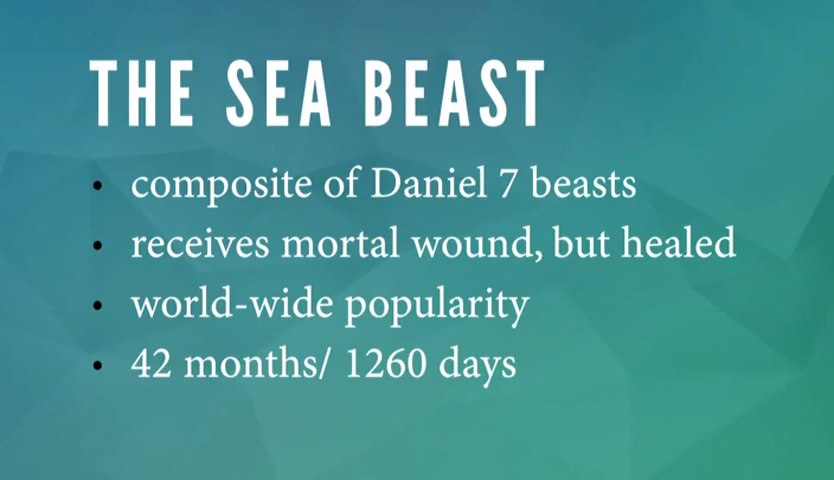 THE SEA BEAST
• composite of Daniel 7 beasts
• receives mortal wound, but healed
• world-wide popularity
• 42 months/ 1260 days